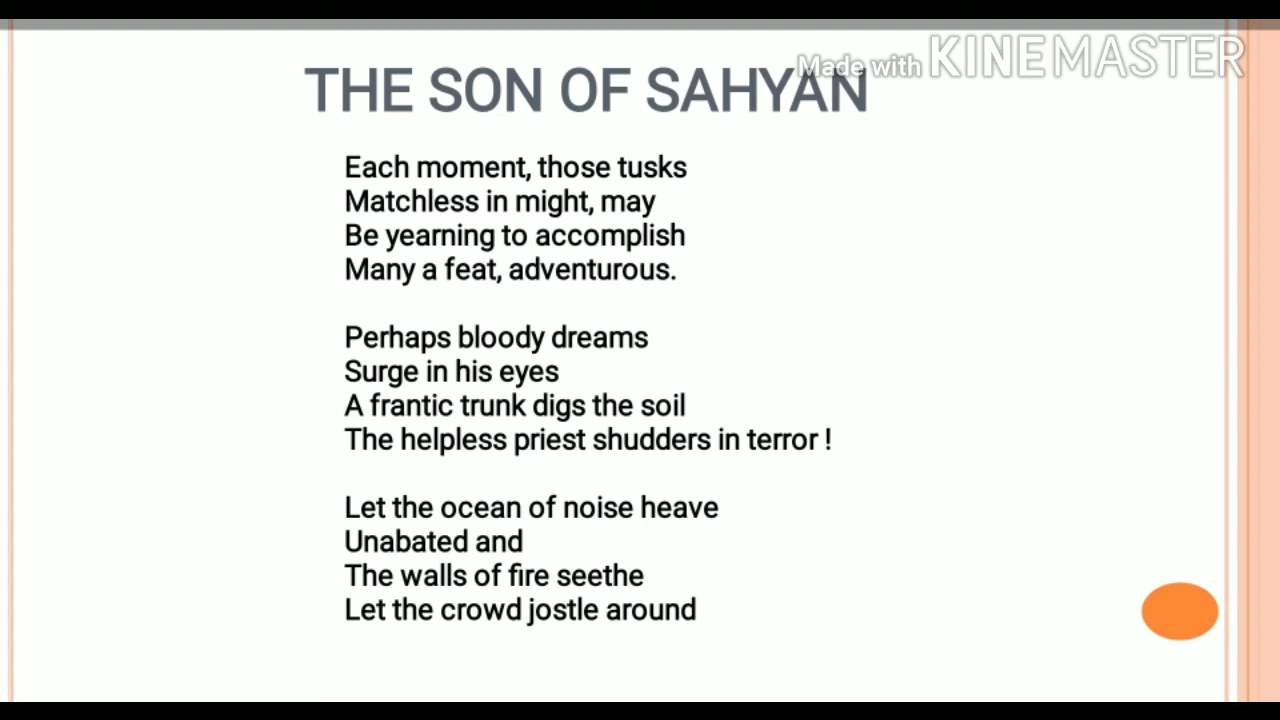 Made with KINEMASTER
THE SON OF SAHYAN
Each moment, those tusks
Matchless in might, may
Be yearning to accomplish
Many a feat, adventurous.
Perhaps bloody dreams
Surge in his eyes
A frantic trunk digs the soil
The helpless priest shudders in terror !
Let the ocean of noise heave
Unabated and
The walls of fire seethe
Let the crowd jostle around